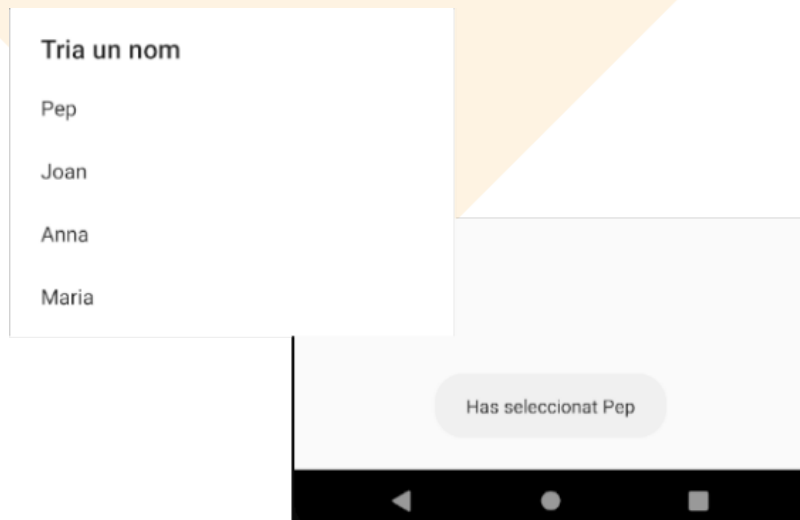 Tria un nom
Pep
Joan
Anna
Maria
Has seleccionat Pep